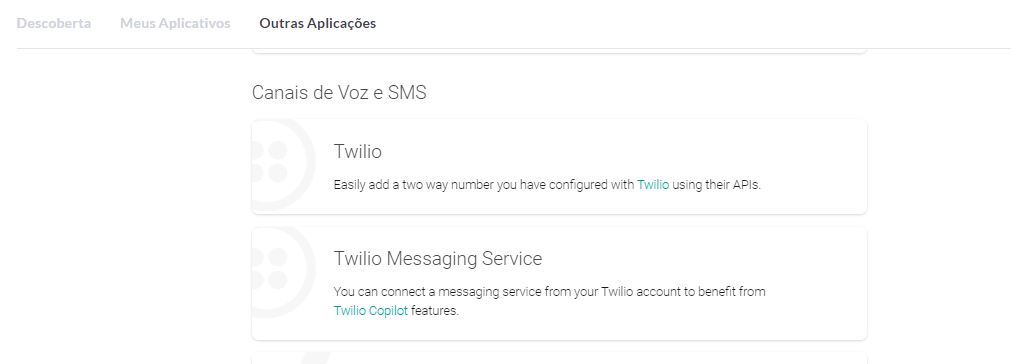 Descoberta Meus Aplicativos Outras Aplicações
Canais de Voz e SMS
Twilio
Easily add a two way number you have configured with Twilio using their APIs.
Twilio Messaging Service
You can connect a messaging service from your Twilio account to benefit from
Twilio Copilot features.